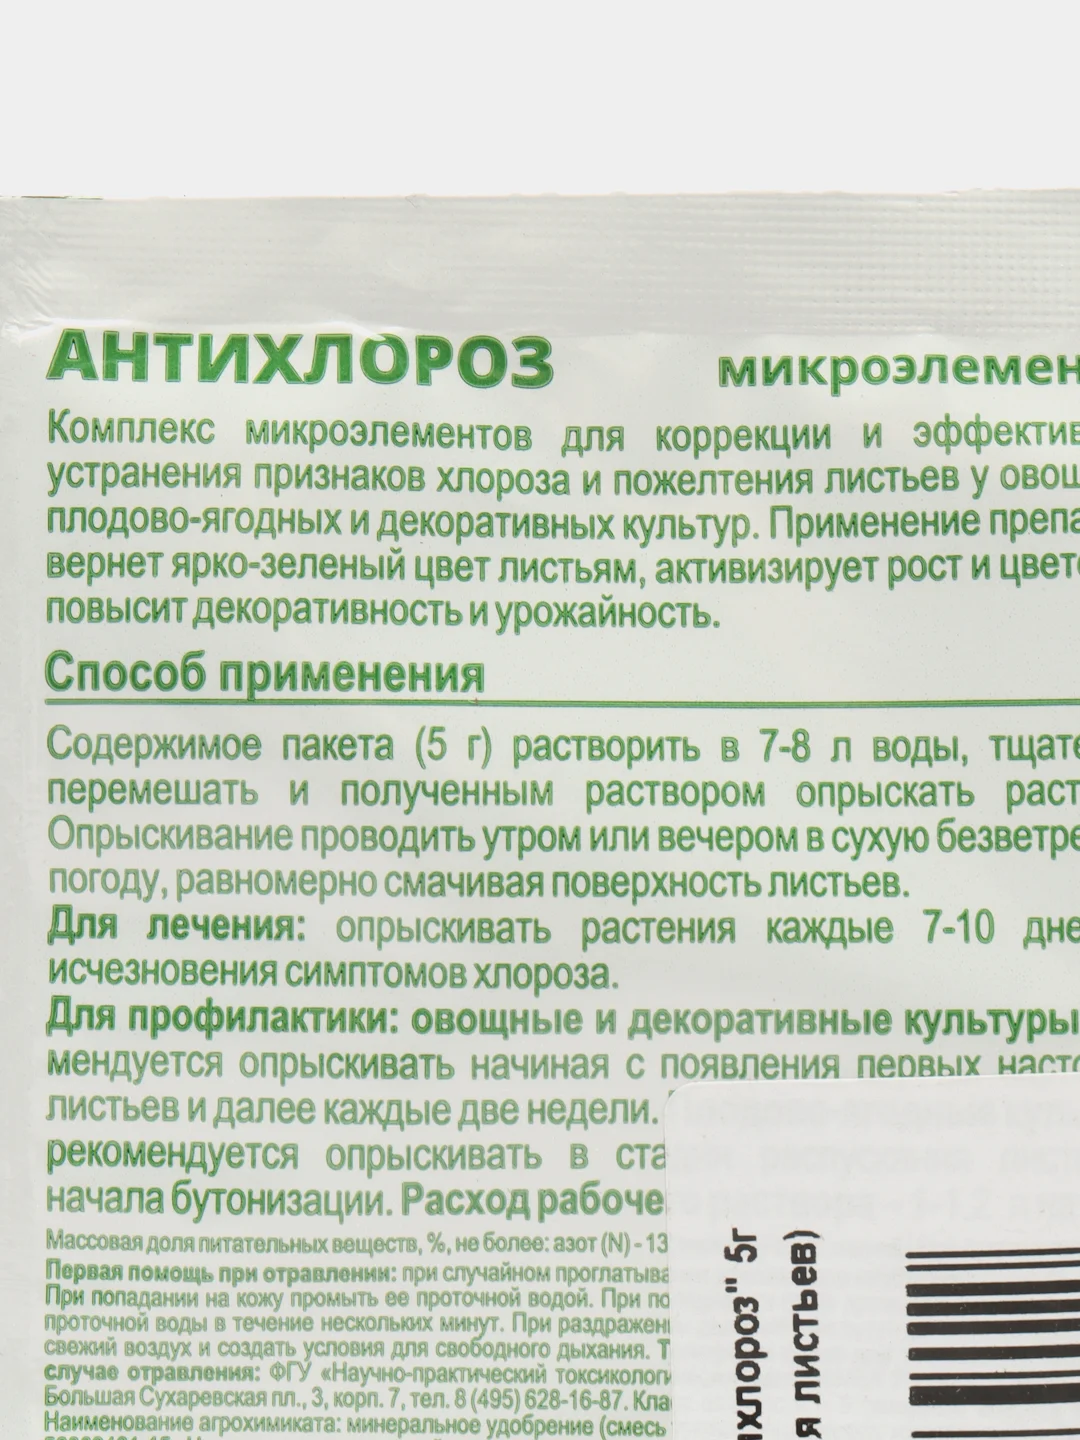 АНТИХЛОРОЗ микроэлемен
Комплекс микроэлементов для коррекции и эффектив
устранения признаков хлороза и пожелтения листьев у овощ
плодово-ягодных и декоративных культур. Применение препа
вернет ярко-зеленый цвет листьям, активизирует рост и цвет
повысит декоративность и урожайность.
Способ применения
Содержимое пакета (5 г) растворить в 7-8 л воды, тщате
перемешать и полученным раствором опрыскать раст
Опрыскивание проводить утром или вечером в сухую безветре
погоду, равномерно смачивая поверхность листьев.
Для лечения: опрыскивать растения каждые 7-10 дне
исчезновения симптомов хлороза.
Для профилактики: овощные и декоративные культуры
мендуется опрыскивать начиная с появления первых насто
листьев и далее каждые две недели.
рекомендуется опрыскивать в ста
начала бутонизации. Расход рабоче
Массовая доля питательных веществ, %, не более: азот (N) - 13
Первая помощь при отравлении: при случайном проглатыва
При попадании на кожу промыть ее проточной водой. При по
проточной воды в течение нескольких минут. При раздражен
свежий воздух и создать условия для свободного дыхания. Т
случае отравления: ФГУ «Научно-практический токсикологи
Большая Сухаревская пл., 3, корп. 7, тел. 8 (495) 628-16-87. Кла
Наименование агрохимиката: минеральное удобрение (смесь
хлороз" 5г
я листьев)